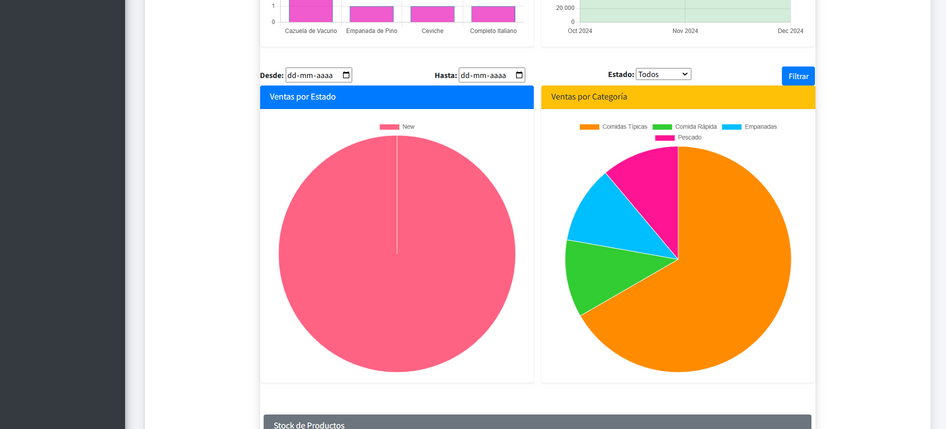 1
0
Cazuela de Vacuno Empanada de Pino Ceviche Completo Italiano
20.000
0
Oct 2024 Nov 2024 Dec 2024
Desde: dd-mm-aaaa Hasta: dd-mm-aaaa Estado: Todos Filtrar
Ventas por Estado
New
Ventas por Categoría
Comidas Típicas Comida Rápida Empanadas
Pescado
Stock de Productos